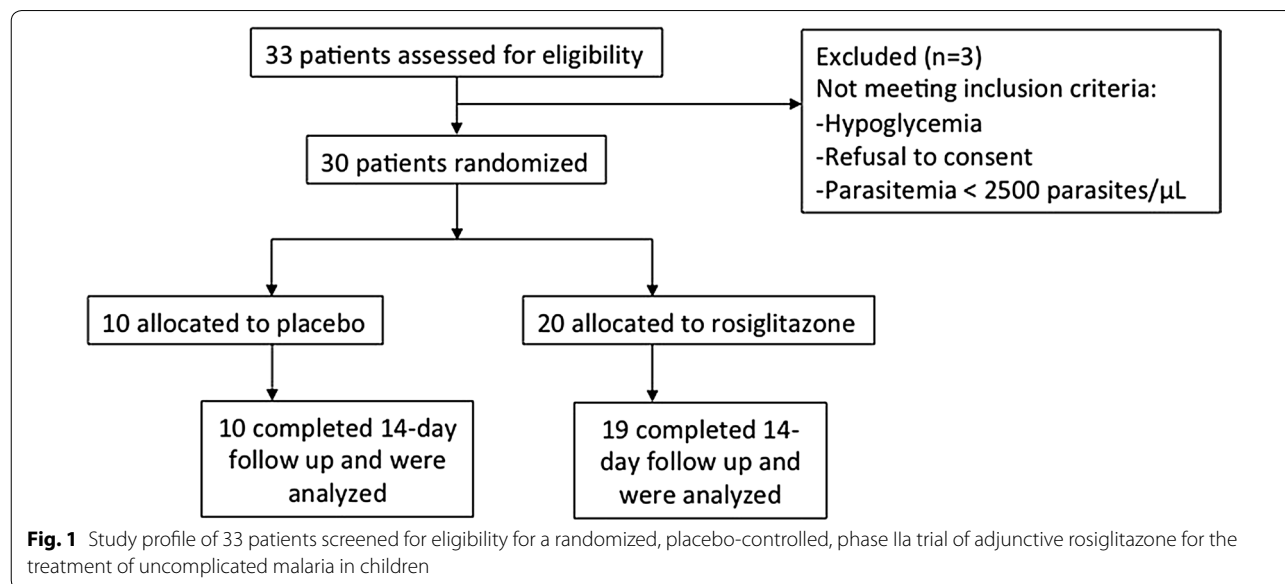 33 patients assessed for eligibility
Excluded (n=3)
Not meeting inclusion criteria:
-Hypoglycemia
-Refusal to consent
-Parasitemia < 2500 parasites/μL
30 patients randomized
10 allocated to placebo
20 allocated to rosiglitazone
10 completed 14-day
follow up and were
analyzed
19 completed 14-
day follow up and
were analyzed
Fig. 1 Study profile of 33 patients screened for eligibility for a randomized, placebo-controlled, phase IIa trial of adjunctive rosiglitazone for the
treatment of uncomplicated malaria in children